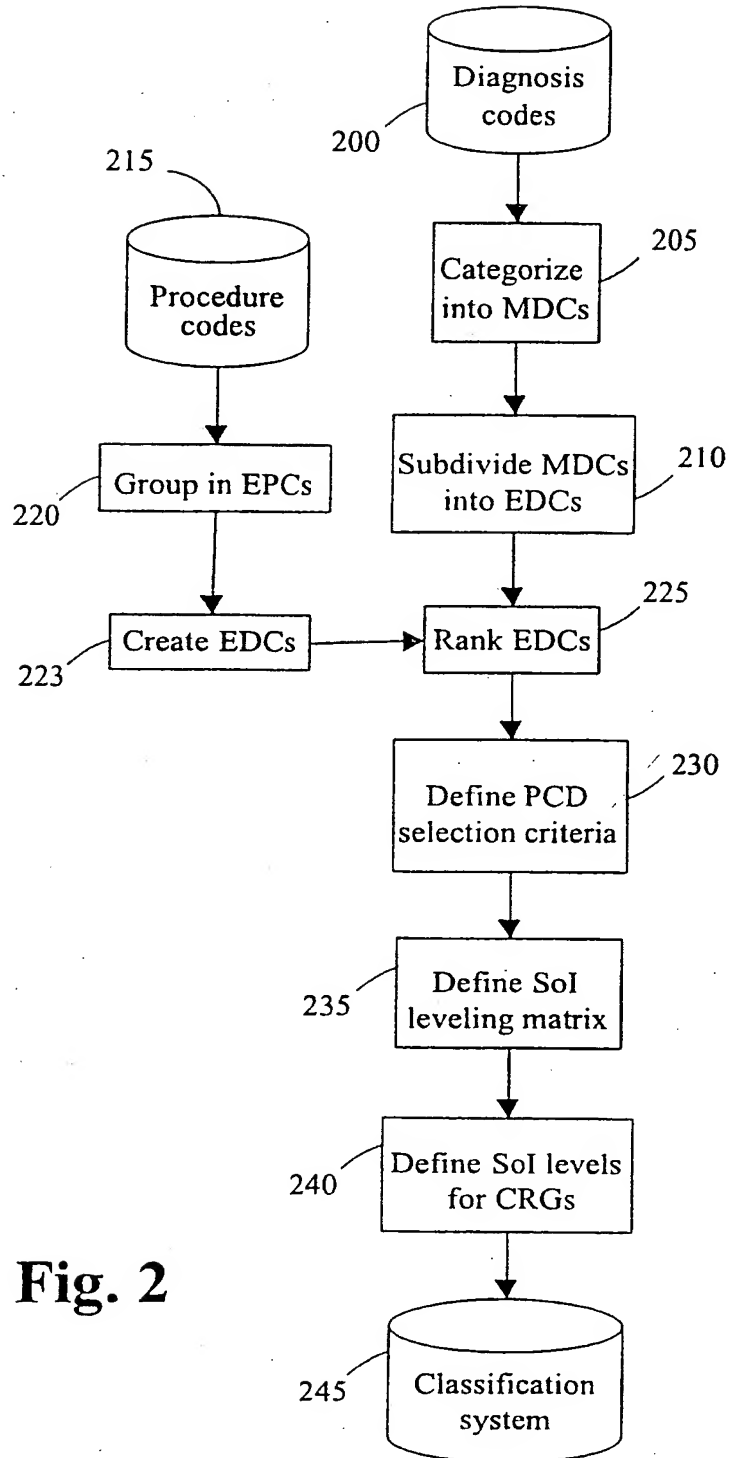 Diagnosis
codes
200
215
Procedure
codes
205
Categorize
into MDCs
Group in EPCs
220
Subdivide MDCs
into EDCs
210
Create EDCs
223
Rank EDCs
225
Define PCD
selection criteria
230
Define SoI
leveling matrix
235
Define SoI levels
for CRGs
240
Fig. 2
Classification
system
245